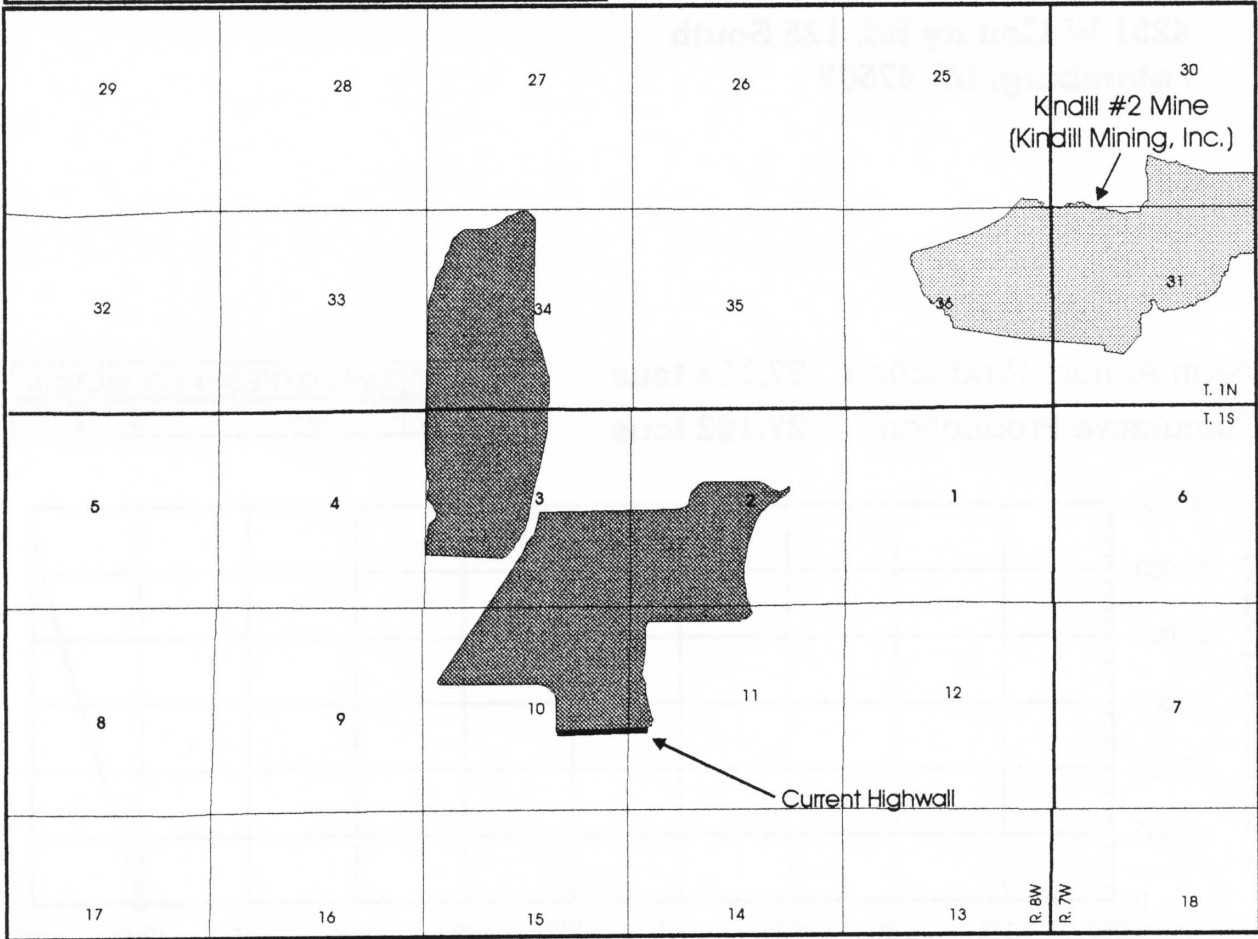 29 28 27 26 25 30
Kindill #2 Mine
(Kindill Mining, Inc.)
32 33 34 35 36 31
T. 1N
T. 1S
5 4 3 2 1 6
8 9 10 11 12 7
Current Highwall
17 16 15 14 13 18
R. 8W
R. 7W